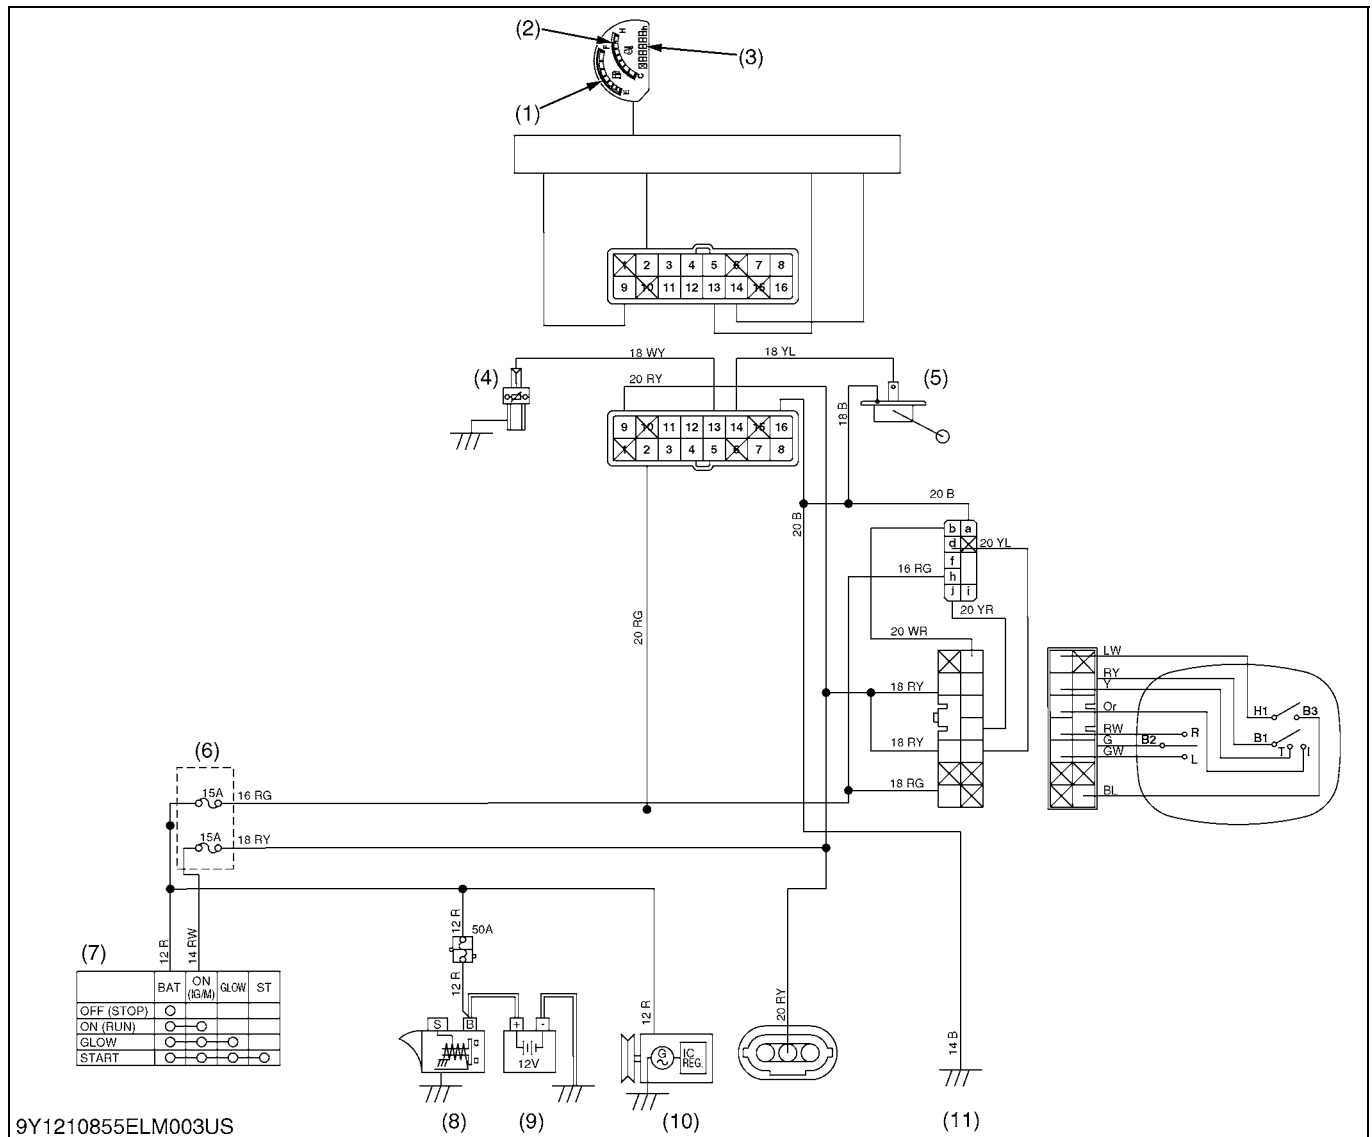 (2)
(3)
(1)
H
F
C
E
1 2 3 4 5 6 7 8
9 10 11 12 13 14 15 16
18 WY
18 YL
(4)
20 RY
(5)
18 B
9 10 11 12 13 14 15 16
1 2 3 4 5 6 7 8
20 B
20 B
b a
d
20 YL
f
16 RG
h
j i
20 YR
20 RG
20 WR
LW
RY
18 RY
Y
Or
H1
B3
RW
R
G
B2
B1
18 RY
GW
L
T
I
(6)
18 RG
BL
15A
16 RG
15A
18 RY
12 R
50A
(7)
12 R
14 RW
12 R
12 R
20 RY
14 B
BAT
ON (IG/M)
GLOW
ST
OFF (STOP)
ON (RUN)
GLOW
START
S
B
+
-
12V
G
IC REG.
(8)
(9)
(10)
(11)
9Y1210855ELM003US